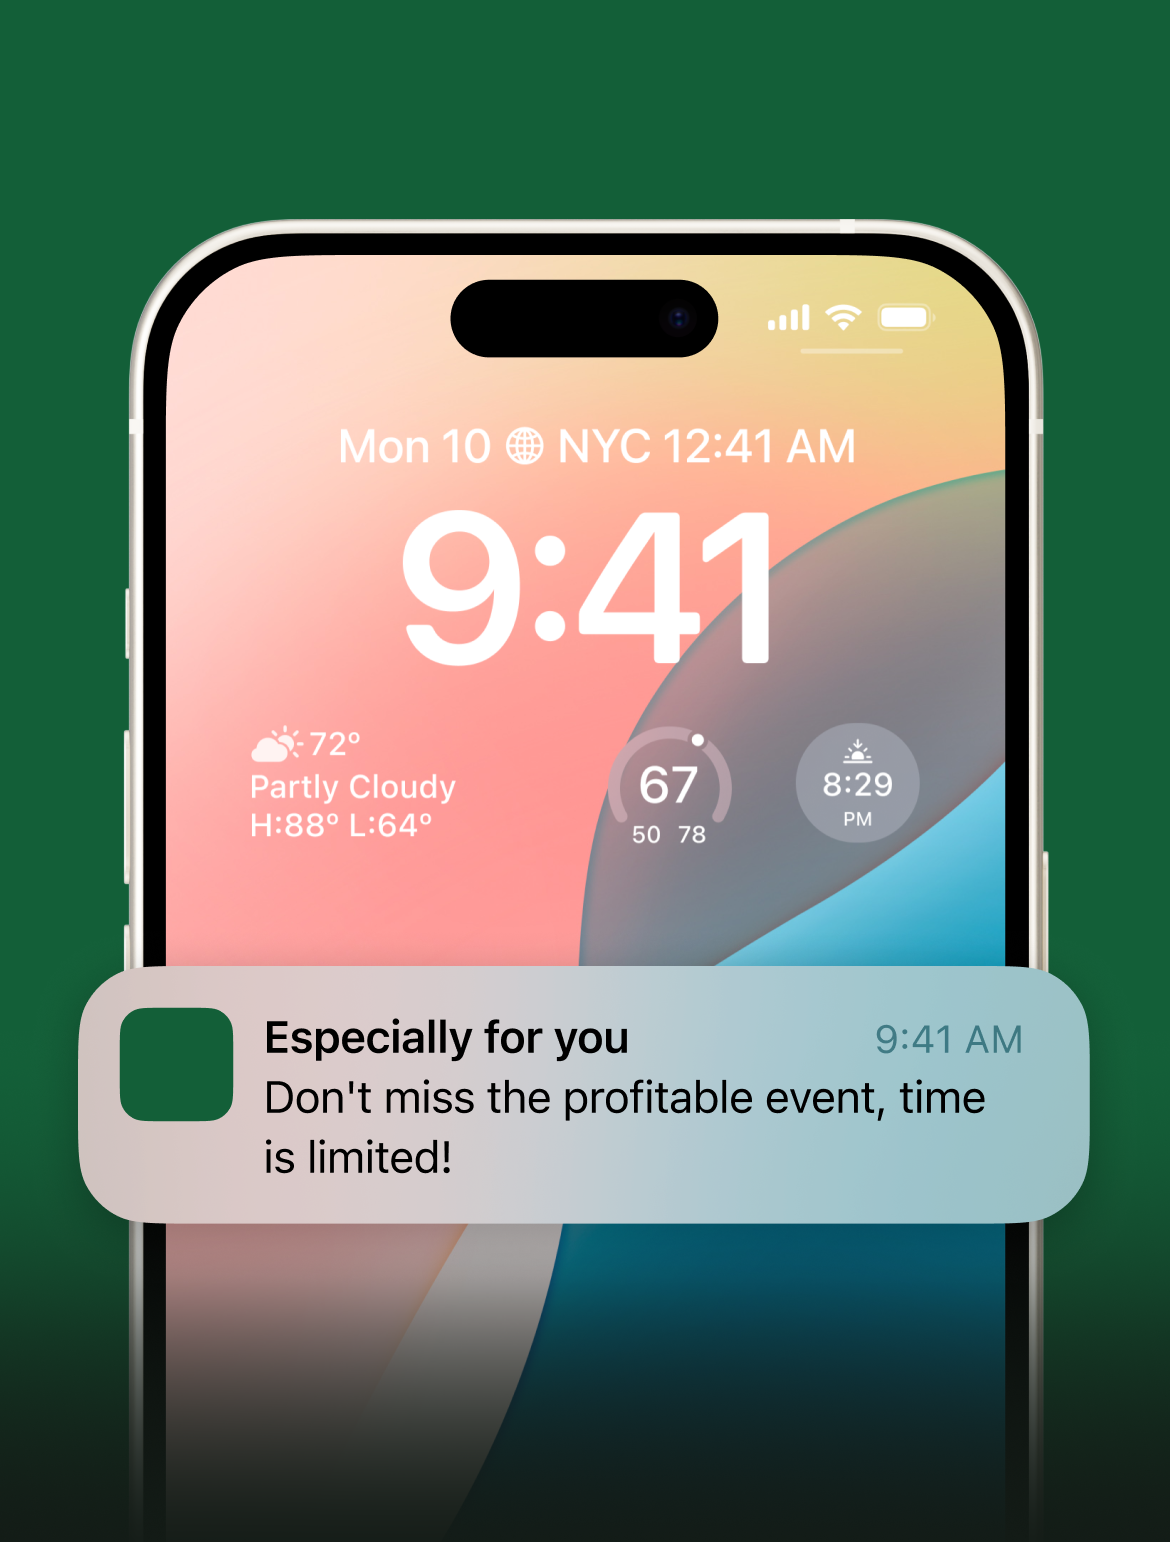 Mon 10 NYC 12:41 AM
9:41
72°
Partly Cloudy
H:88° L:64°
67
50 78
8:29
PM
Especially for you 9:41 AM
Don't miss the profitable event, time
is limited!